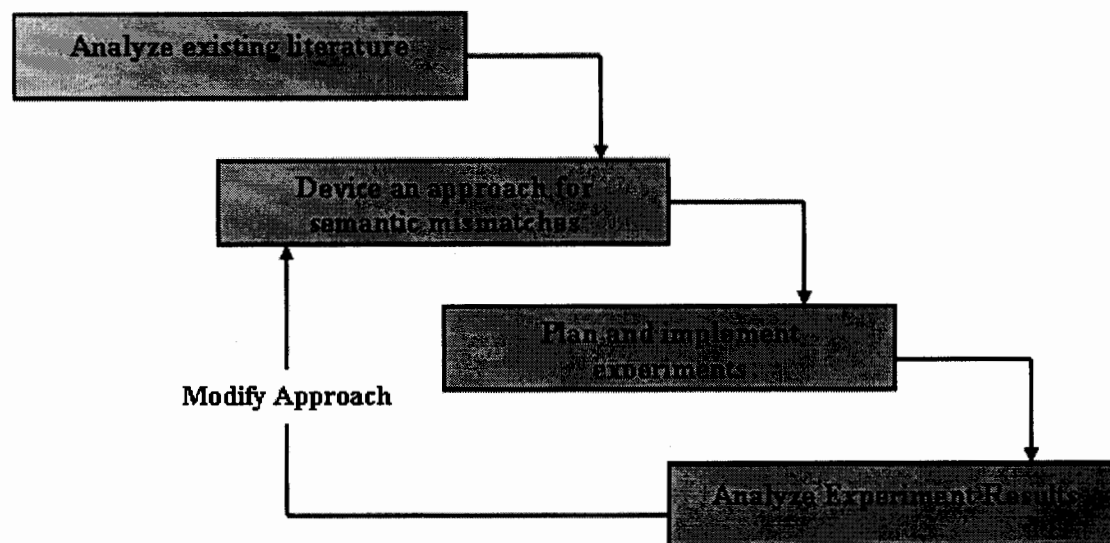 Analyze existing literature
Device an approach for
semantic mismatches
Plan and implement
experiments
Modify Approach
Analyze Experiment Results